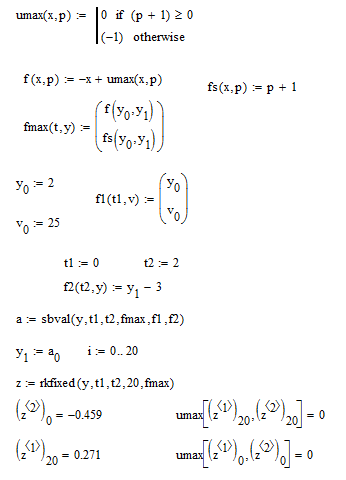 umax(x,p) := | 0 if (p + 1) ≥ 0
| (-1) otherwise
f(x,p) := −x + umax(x,p)
fs(x,p) := p + 1
fmax(t,y) := ( f(y₀,y₁)
fs(y₀,y₁) )
y₀ := 2
f1(t1,v) := ( y₀
v₀ )
v₀ := 25
t1 := 0 t2 := 2
f2(t2,y) := y₁ − 3
a := sbval(y,t1,t2,fmax,f1,f2)
y₁ := a₀ i := 0..20
z := rkfixed(y,t1,t2,20,fmax)
(z^⟨2⟩)₀ = −0.459 umax[(z^⟨1⟩)₂₀,(z^⟨2⟩)₂₀] = 0
(z^⟨1⟩)₂₀ = 0.271 umax[(z^⟨1⟩)₀,(z^⟨2⟩)₀] = 0